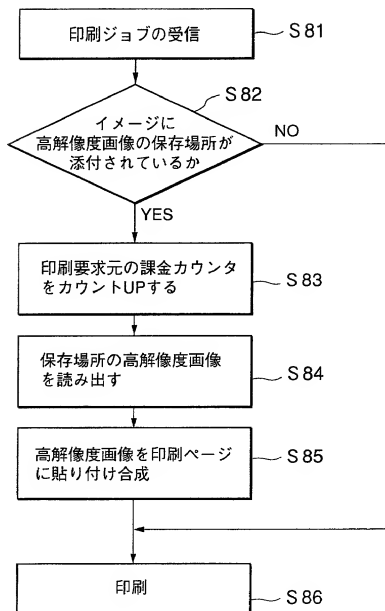 印刷ジョブの受信
S81
S82
イメージに
高解像度画像の保存場所が
添付されているか
NO
YES
印刷要求元の課金カウンタ
をカウントUPする
S83
保存場所の高解像度画像
を読み出す
S84
高解像度画像を印刷ページ
に貼り付け合成
S85
印刷
S86